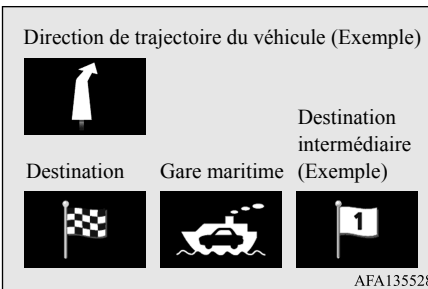 Direction de trajectoire du véhicule (Exemple)
Destination
intermédiaire
(Exemple)
Destination
Gare maritime
1
AFA135528